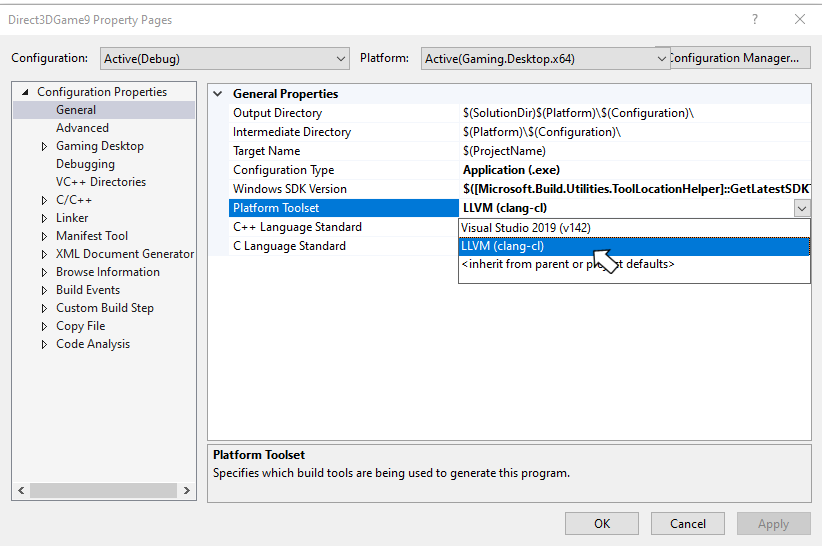 Direct3DGame9 Property Pages
Configuration: Active(Debug) Platform: Active(Gaming.Desktop.x64) Configuration Manager...
Configuration Properties
General
Advanced
Gaming Desktop
Debugging
VC++ Directories
C/C++
Linker
Manifest Tool
XML Document Generator
Browse Information
Build Events
Custom Build Step
Copy File
Code Analysis
General Properties
Output Directory $(SolutionDir)$(Platform)\$(Configuration)\
Intermediate Directory $(Platform)\$(Configuration)\
Target Name $(ProjectName)
Configuration Type Application (.exe)
Windows SDK Version $([Microsoft.Build.Utilities.ToolLocationHelper]::GetLatestSDK
Platform Toolset LLVM (clang-cl)
C++ Language Standard
C Language Standard
Visual Studio 2019 (v142)
LLVM (clang-cl)
<inherit from parent or project defaults>
Platform Toolset
Specifies which build tools are being used to generate this program.
OK Cancel Apply